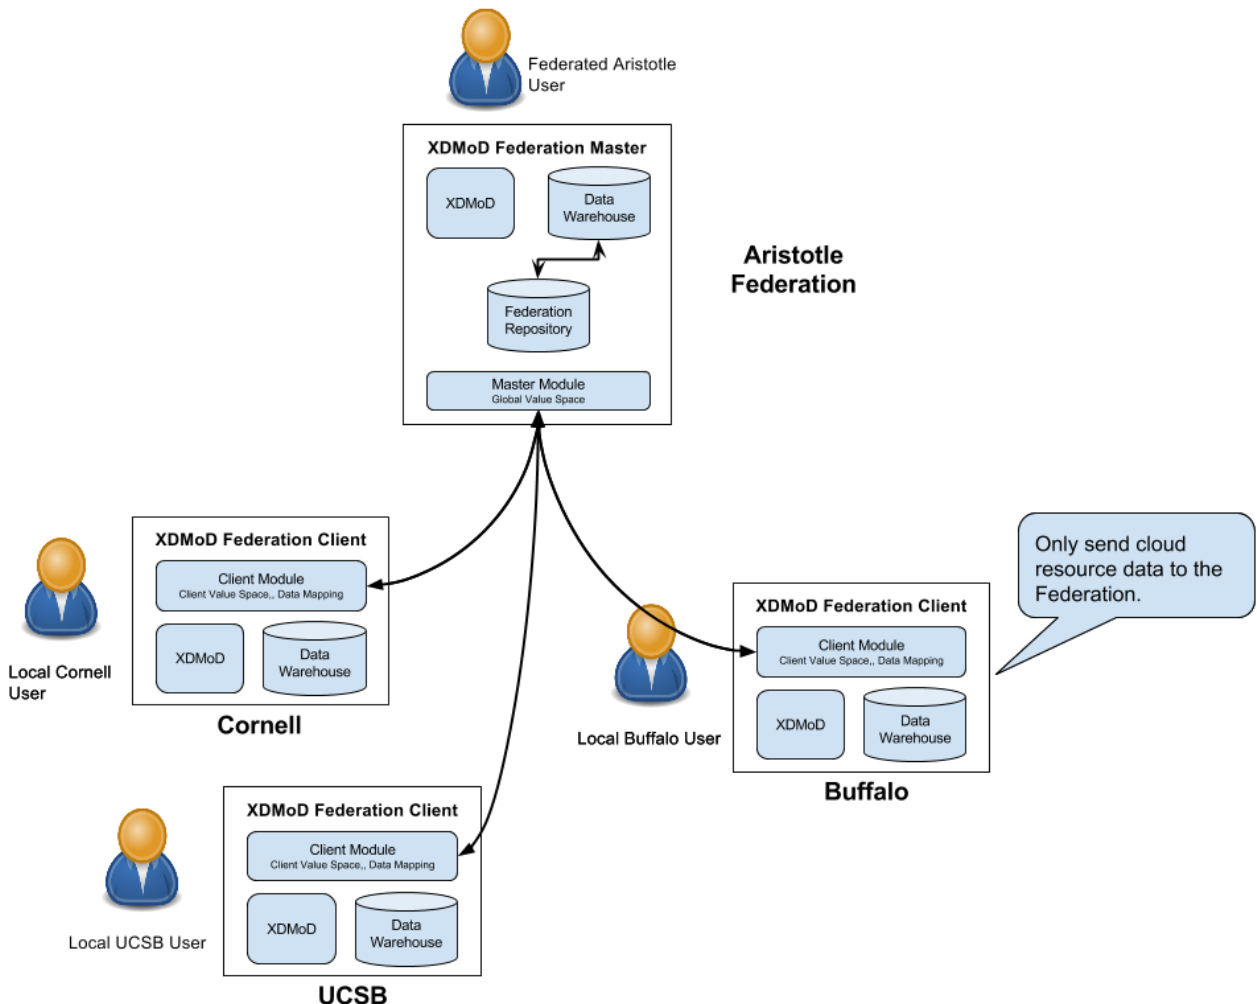 Federated Aristotle
User
XDMoD Federation Master
XDMoD
Data
Warehouse
Federation
Repository
Master Module
Global Value Space
Aristotle
Federation
XDMoD Federation Client
Client Module
Client Value Space,, Data Mapping
XDMoD
Data
Warehouse
Local Cornell
User
Cornell
Only send cloud
resource data to the
Federation.
XDMoD Federation Client
Client Module
Client Value Space,, Data Mapping
XDMoD
Data
Warehouse
Local Buffalo User
Buffalo
XDMoD Federation Client
Client Module
Client Value Space,, Data Mapping
XDMoD
Data
Warehouse
Local UCSB User
UCSB